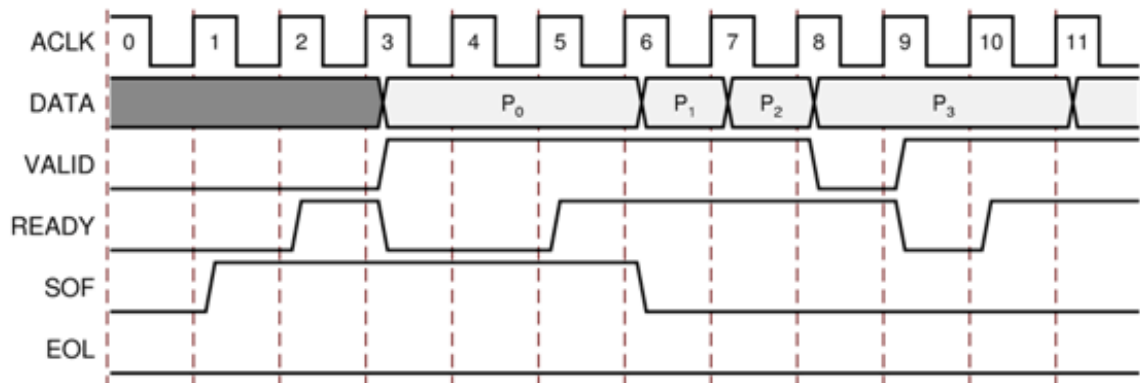 ACLK 0 1 2 3 4 5 6 7 8 9 10 11
DATA P₀ P₁ P₂ P₃
VALID
READY
SOF
EOL